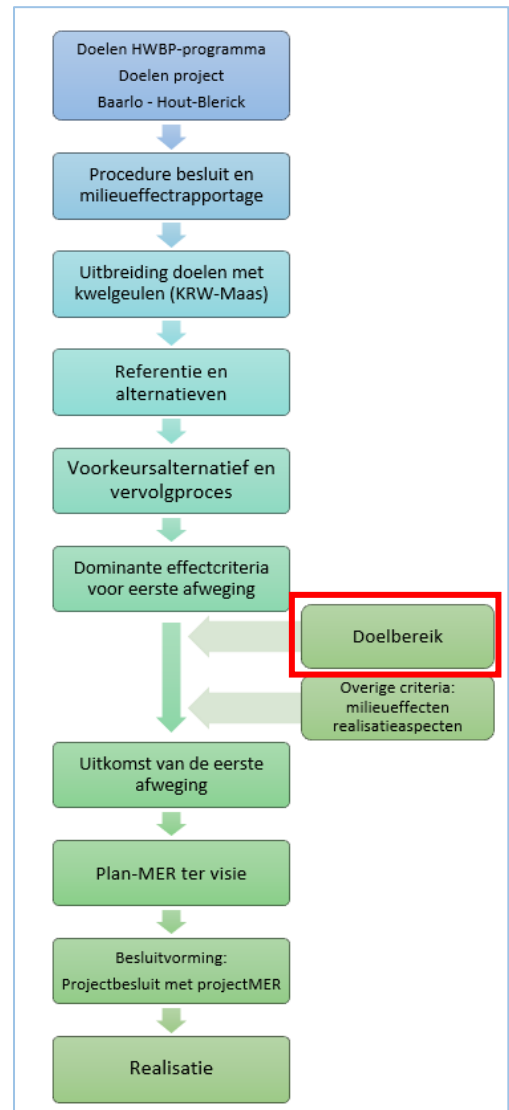 Doelen HWBP-programma
Doelen project
Baarlo - Hout-Blerick
Procedure besluit en
milieueffectrapportage
Uitbreiding doelen met
kwelgeulen (KRW-Maas)
Referentie en
alternatieven
Voorkeursalternatief en
vervolgproces
Dominante effectcriteria
voor eerste afweging
Doelbereik
Overige criteria:
milieueffecten
realisatieaspecten
Uitkomst van de eerste
afweging
Plan-MER ter visie
Besluitvorming:
Projectbesluit met projectMER
Realisatie